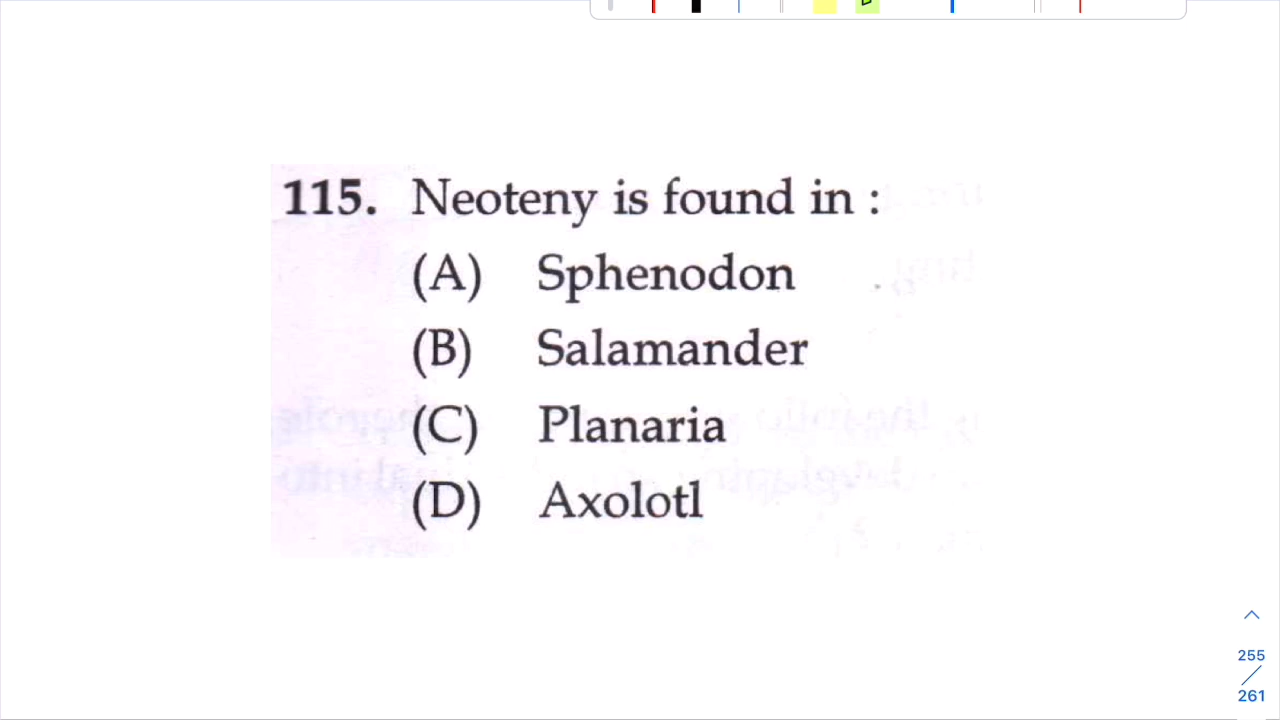 115. Neoteny is found in :
(A) Sphenodon
(B) Salamander
(C) Planaria
(D) Axolotl
255
261